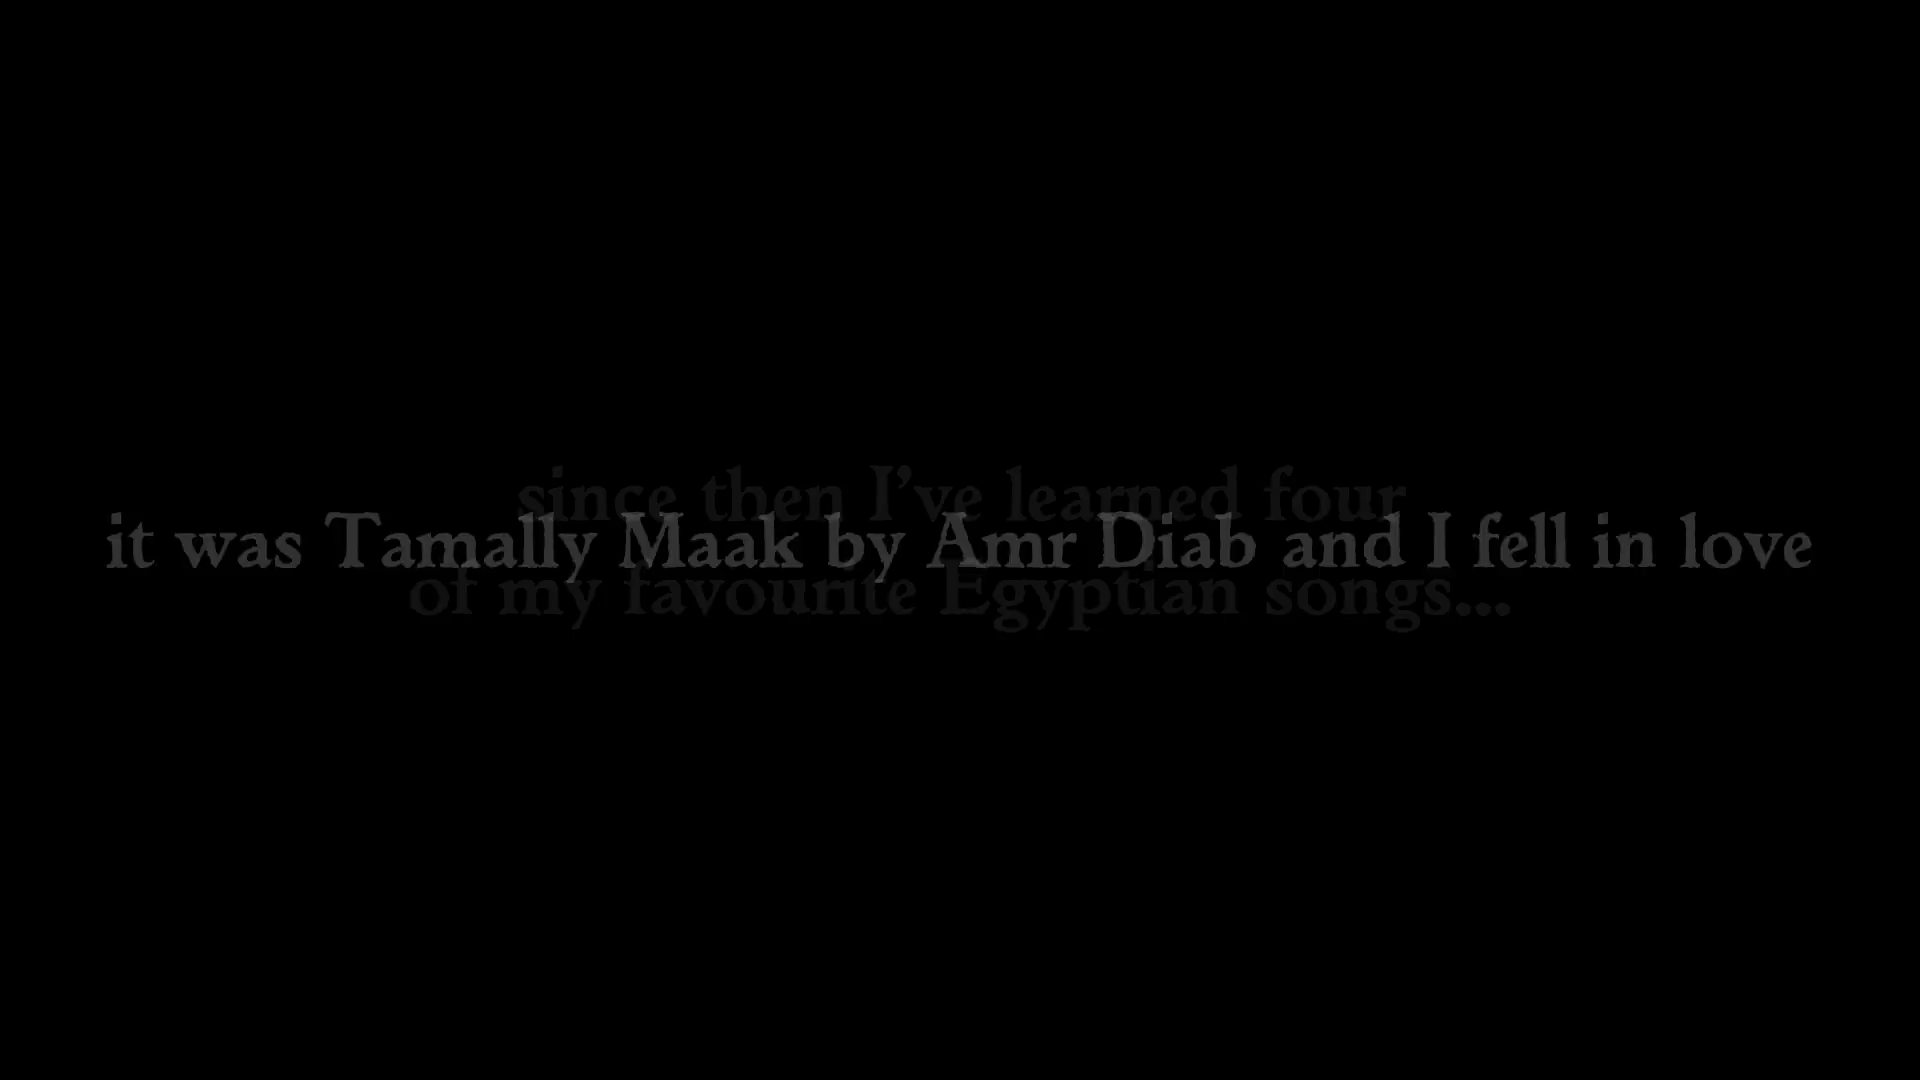 since then I've learned four
it was Tamally Maak by Amr Diab and I fell in love
of my favourite Egyptian songs...